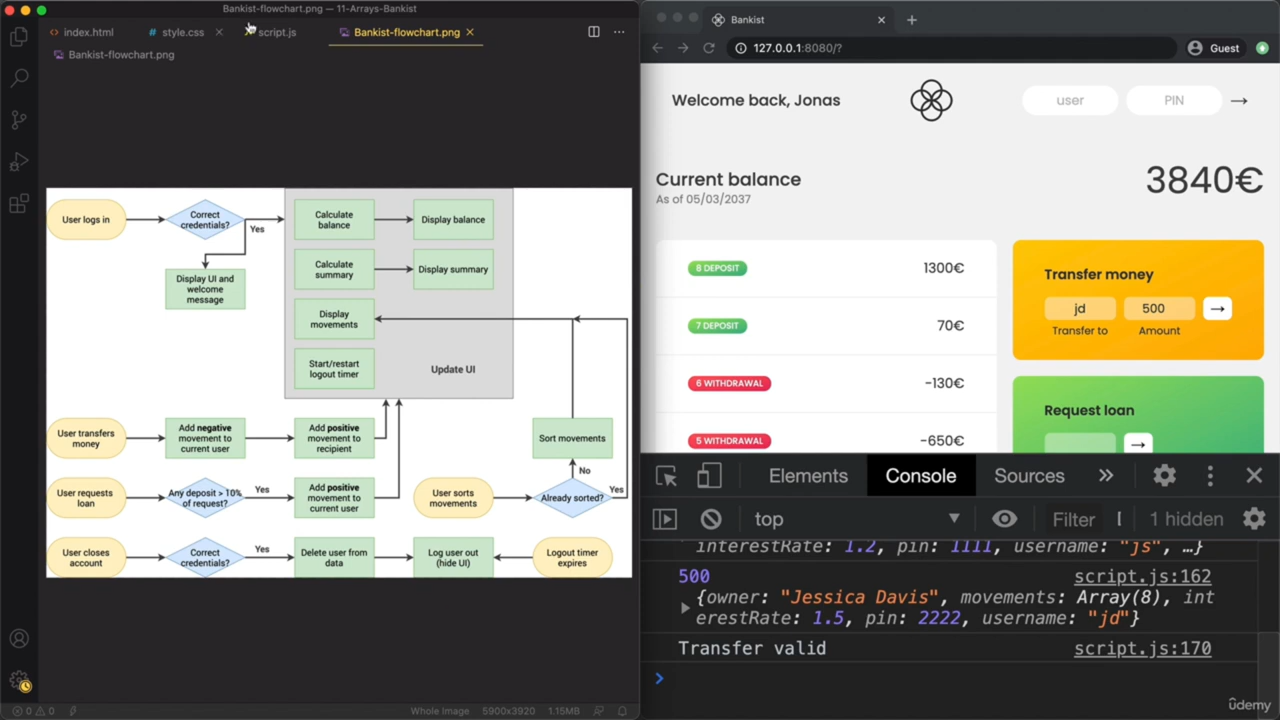 Bankist-flowchart.png — 11-Arrays-Bankist
index.html
style.css
script.js
Bankist-flowchart.png
Bankist-flowchart.png
User logs in
Correct
credentials?
Yes
Display UI and
welcome
message
Calculate
balance
Display balance
Calculate
summary
Display summary
Display
movements
Start/restart
logout timer
Update UI
User transfers
money
Add negative
movement to
current user
Add positive
movement to
recipient
Sort movements
User requests
loan
Any deposit > 10%
of request?
Yes
Add positive
movement to
current user
User sorts
movements
Already sorted?
No
Yes
User closes
account
Correct
credentials?
Yes
Delete user from
data
Log user out
(hide UI)
Logout timer
expires
0 0
Whole Image
5900x3920
1.15MB
Bankist
127.0.0.1:8080/?
Guest
Welcome back, Jonas
user
PIN
Current balance
As of 05/03/2037
3840€
8 DEPOSIT
1300€
7 DEPOSIT
70€
6 WITHDRAWAL
-130€
5 WITHDRAWAL
-650€
Transfer money
jd
500
Transfer to
Amount
Request loan
Elements
Console
Sources
top
Filter
1 hidden
interestRate: 1.2, pin: 1111, username: "js", …}
500
script.js:162
{owner: "Jessica Davis", movements: Array(8), int
erestRate: 1.5, pin: 2222, username: "jd"}
Transfer valid
script.js:170
udemy